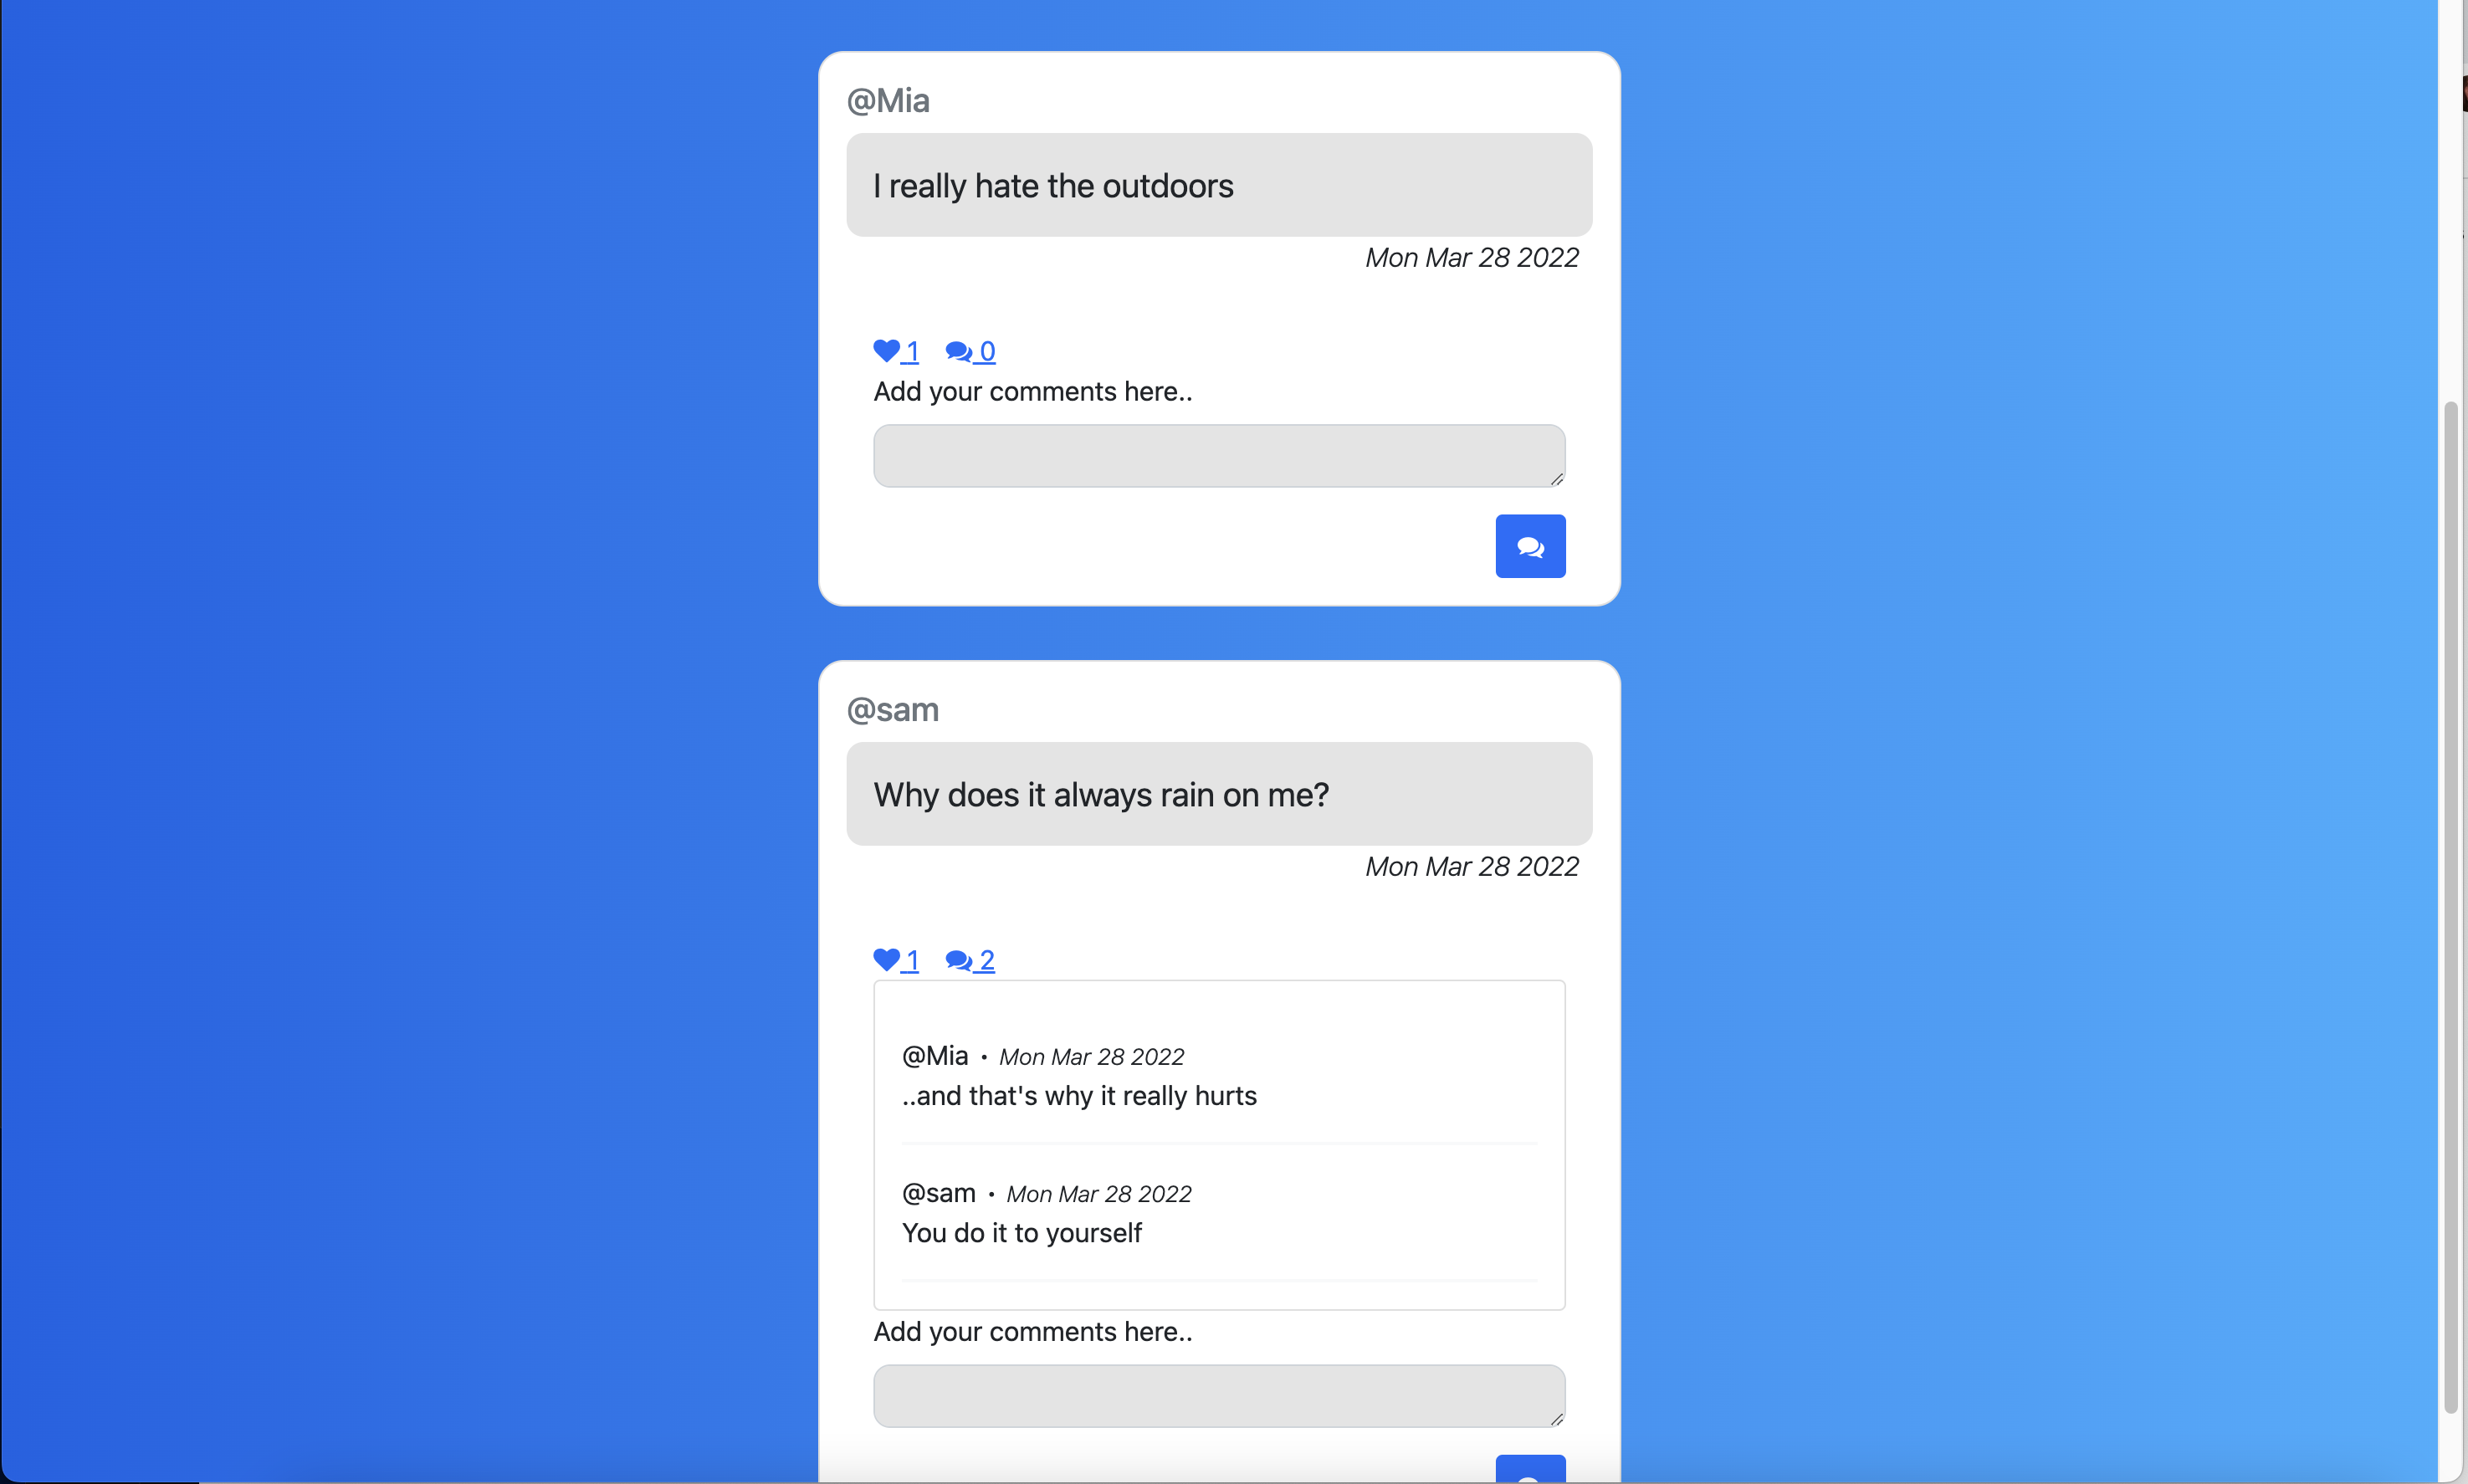 @Mia
I really hate the outdoors
Mon Mar 28 2022
1 0
Add your comments here..
@sam
Why does it always rain on me?
Mon Mar 28 2022
1 2
@Mia • Mon Mar 28 2022
..and that's why it really hurts
@sam • Mon Mar 28 2022
You do it to yourself
Add your comments here..